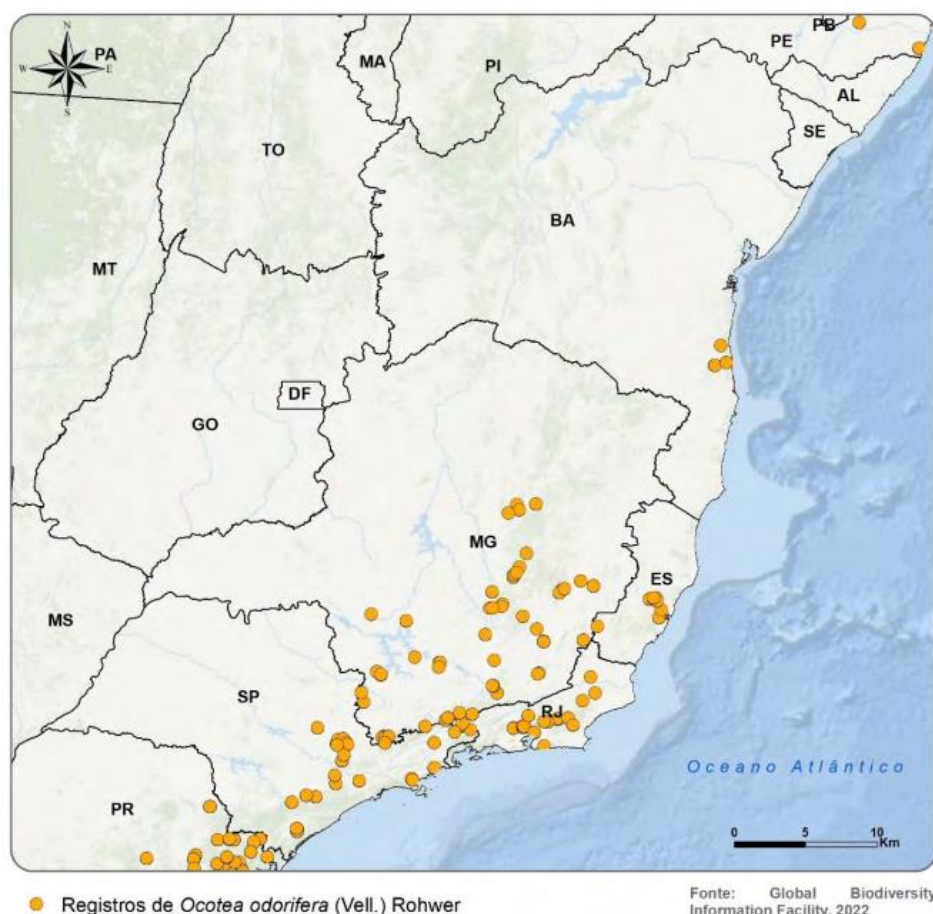 N
W
E
S
PA
MA
PI
PE
PB
AL
SE
TO
BA
MT
DF
GO
MG
ES
MS
SP
RJ
PR
Oceano Atlântico
0 5 10
Km
Registros de Ocotea odorifera (Vell.) Rohwer
Fonte: Global Biodiversity
Information Facility, 2022